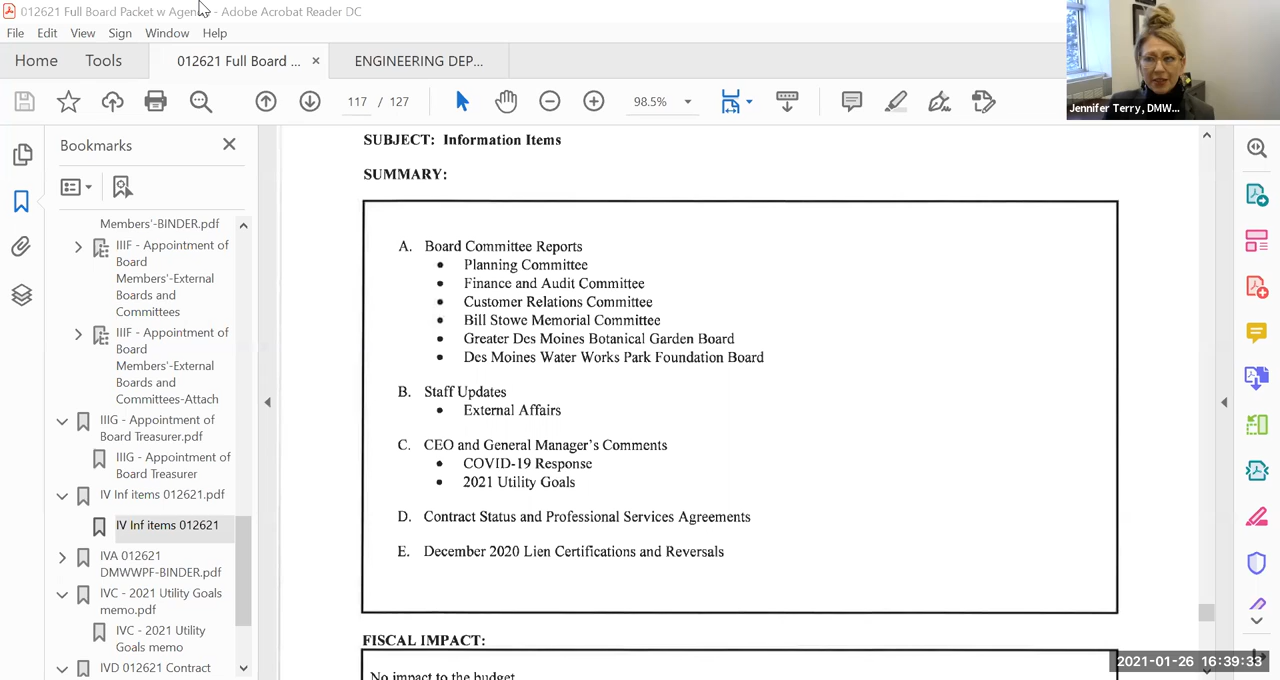 012621 Full Board Packet w Agen - Adobe Acrobat Reader DC
File Edit View Sign Window Help
Home Tools 012621 Full Board ... × ENGINEERING DEP...
117 / 127 98.5%
Jennifer Terry, DMW...
Bookmarks
Members'-BINDER.pdf
IIIF - Appointment of
Board
Members'-External
Boards and
Committees
IIIF - Appointment of
Board
Members'-External
Boards and
Committees-Attach
IIIG - Appointment of
Board Treasurer.pdf
IIIG - Appointment of
Board Treasurer
IV Inf items 012621.pdf
IV Inf items 012621
IVA 012621
DMWWPF-BINDER.pdf
IVC - 2021 Utility Goals
memo.pdf
IVC - 2021 Utility
Goals memo
IVD 012621 Contract
SUBJECT: Information Items
SUMMARY:
A. Board Committee Reports
• Planning Committee
• Finance and Audit Committee
• Customer Relations Committee
• Bill Stowe Memorial Committee
• Greater Des Moines Botanical Garden Board
• Des Moines Water Works Park Foundation Board
B. Staff Updates
• External Affairs
C. CEO and General Manager's Comments
• COVID-19 Response
• 2021 Utility Goals
D. Contract Status and Professional Services Agreements
E. December 2020 Lien Certifications and Reversals
FISCAL IMPACT:
No impact to the budget
2021-01-26 16:39:33